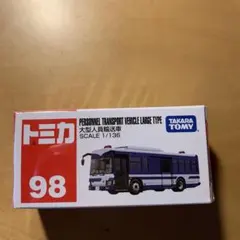 トミカ
98
PERSONNEL TRANSPORT VEHICLE LARGE TYPE
大型人員輸送車
SCALE 1/136
TAKARA
TOMY